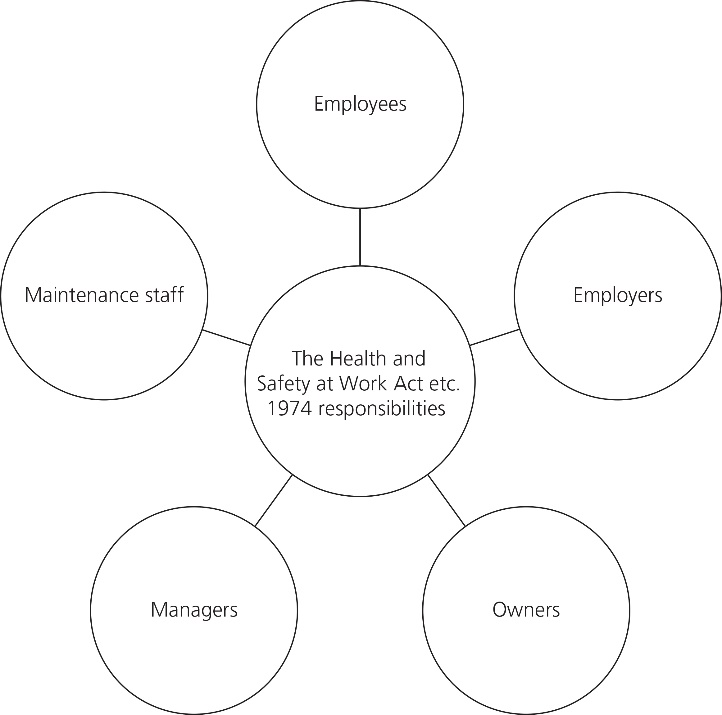 Employees
Maintenance staff
Employers
The Health and
Safety at Work Act etc.
1974 responsibilities
Managers
Owners